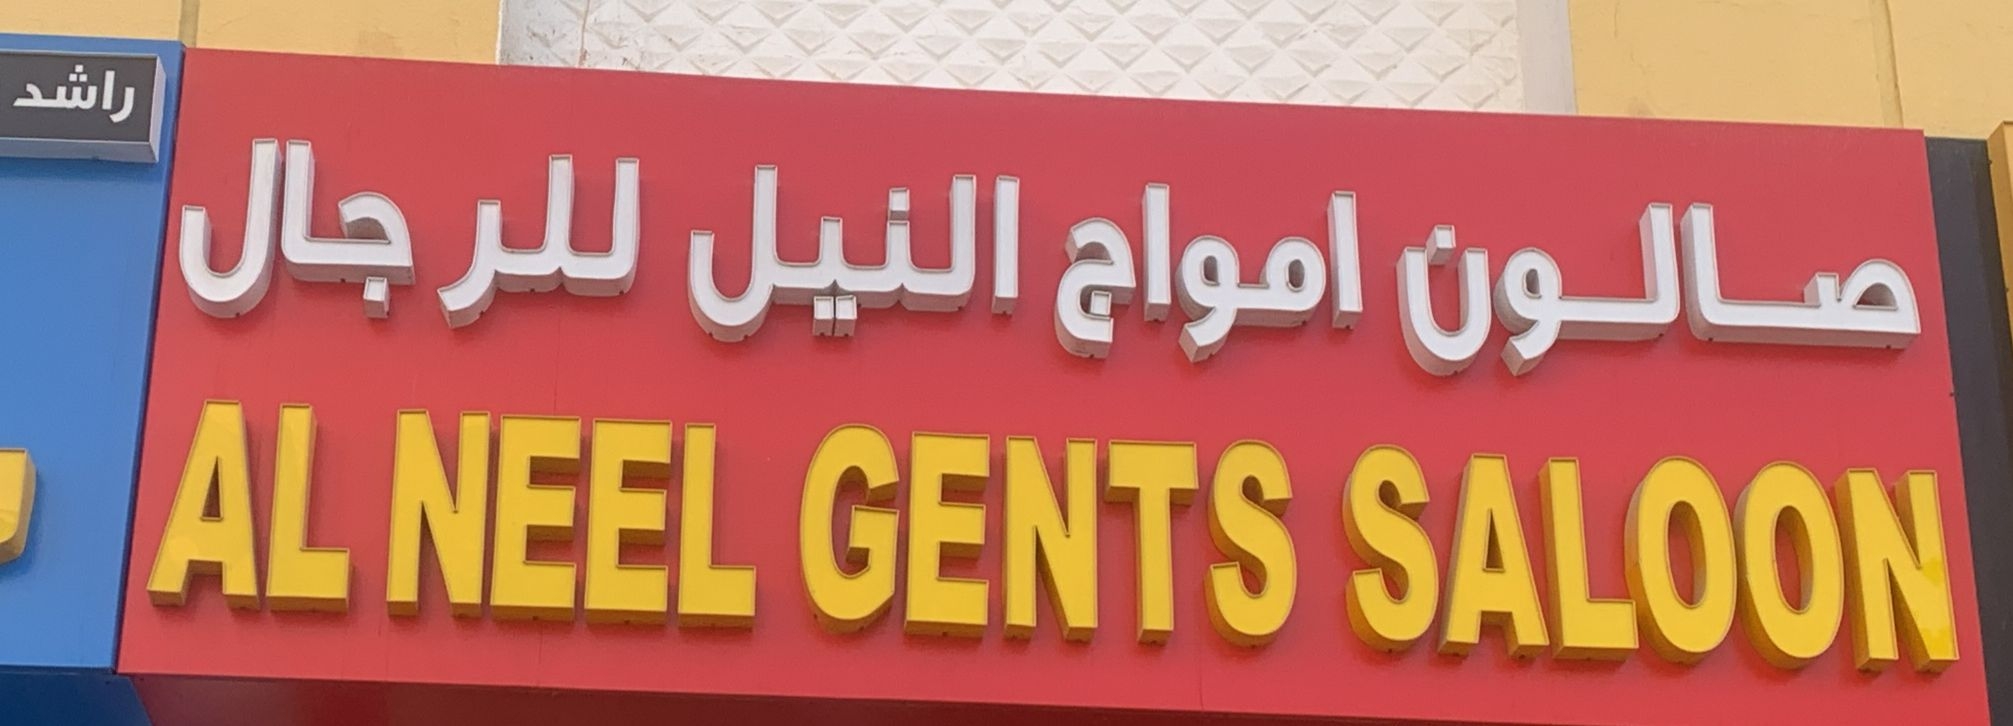 صالون امواج النيل للرجال
AL NEEL GENTS SALOON
راشد